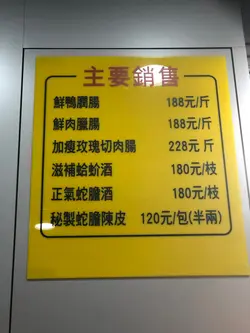 主要銷售
鮮鴨膶腸 188元/斤
鮮肉臘腸 188元/斤
加瘦玫瑰切肉腸 228元 斤
滋補蛤蚧酒 180元/枝
正氣蛇膽酒 180元/枝
秘製蛇膽陳皮 120元/包(半兩)